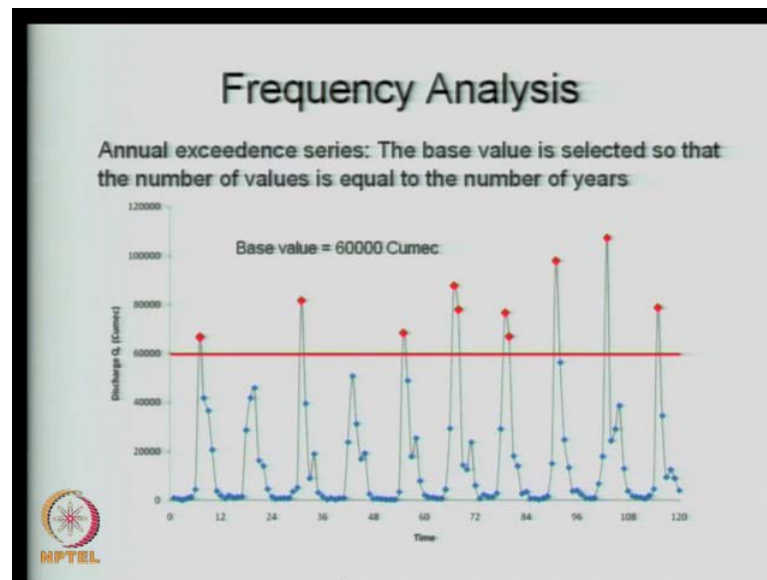 Frequency Analysis
Annual exceedence series: The base value is selected so that
the number of values is equal to the number of years
120000
Base value = 60000 Cumec
100000
80000
60000
40000
20000
0
Discharge Q, (Cumec)
0 12 24 36 48 60 72 84 96 108 120
Time
NPTEL